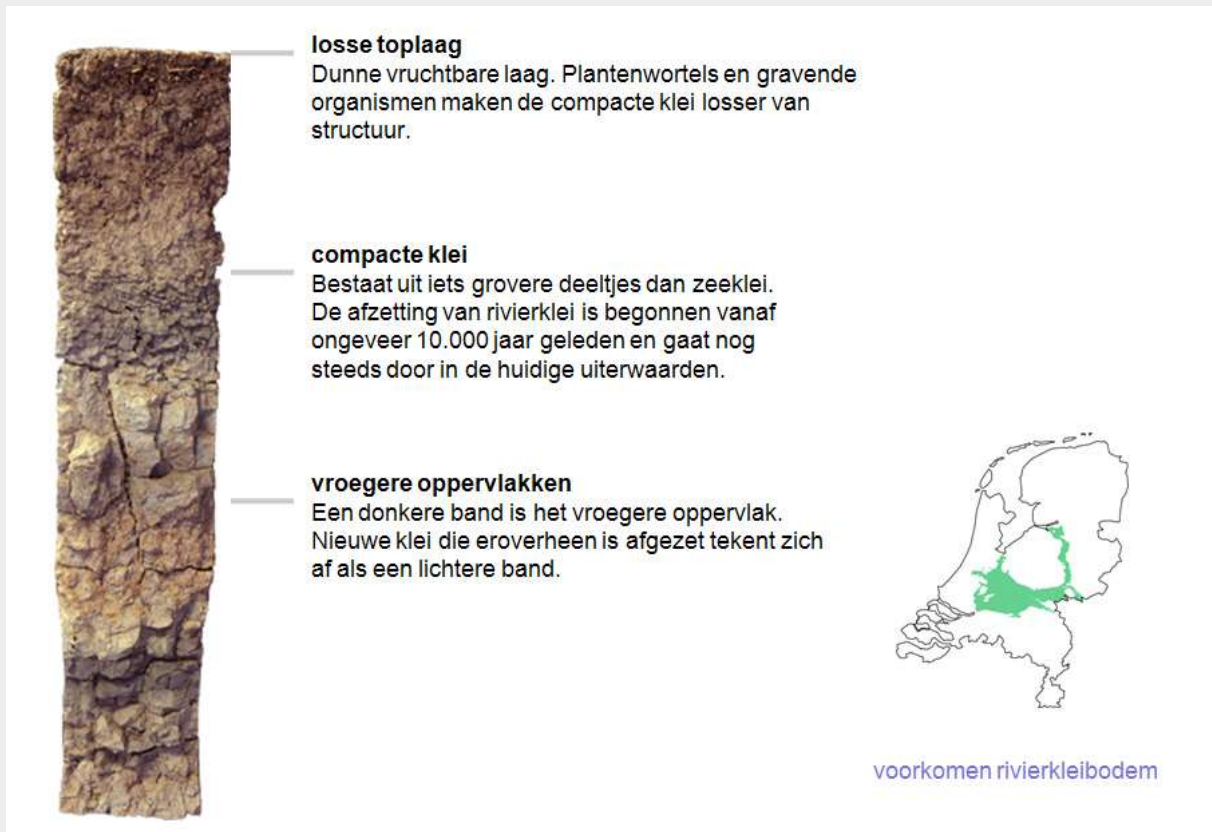 losse toplaag
Dunne vruchtbare laag. Plantenwortels en gravende
organismen maken de compacte klei losser van
structuur.
compacte klei
Bestaat uit iets grovere deeltjes dan zeeklei.
De afzetting van rivierklei is begonnen vanaf
ongeveer 10.000 jaar geleden en gaat nog
steeds door in de huidige uiterwaarden.
vroegere oppervlakken
Een donkere band is het vroegere oppervlak.
Nieuwe klei die eroverheen is afgezet tekent zich
af als een lichtere band.
voorkomen rivierkleibodem